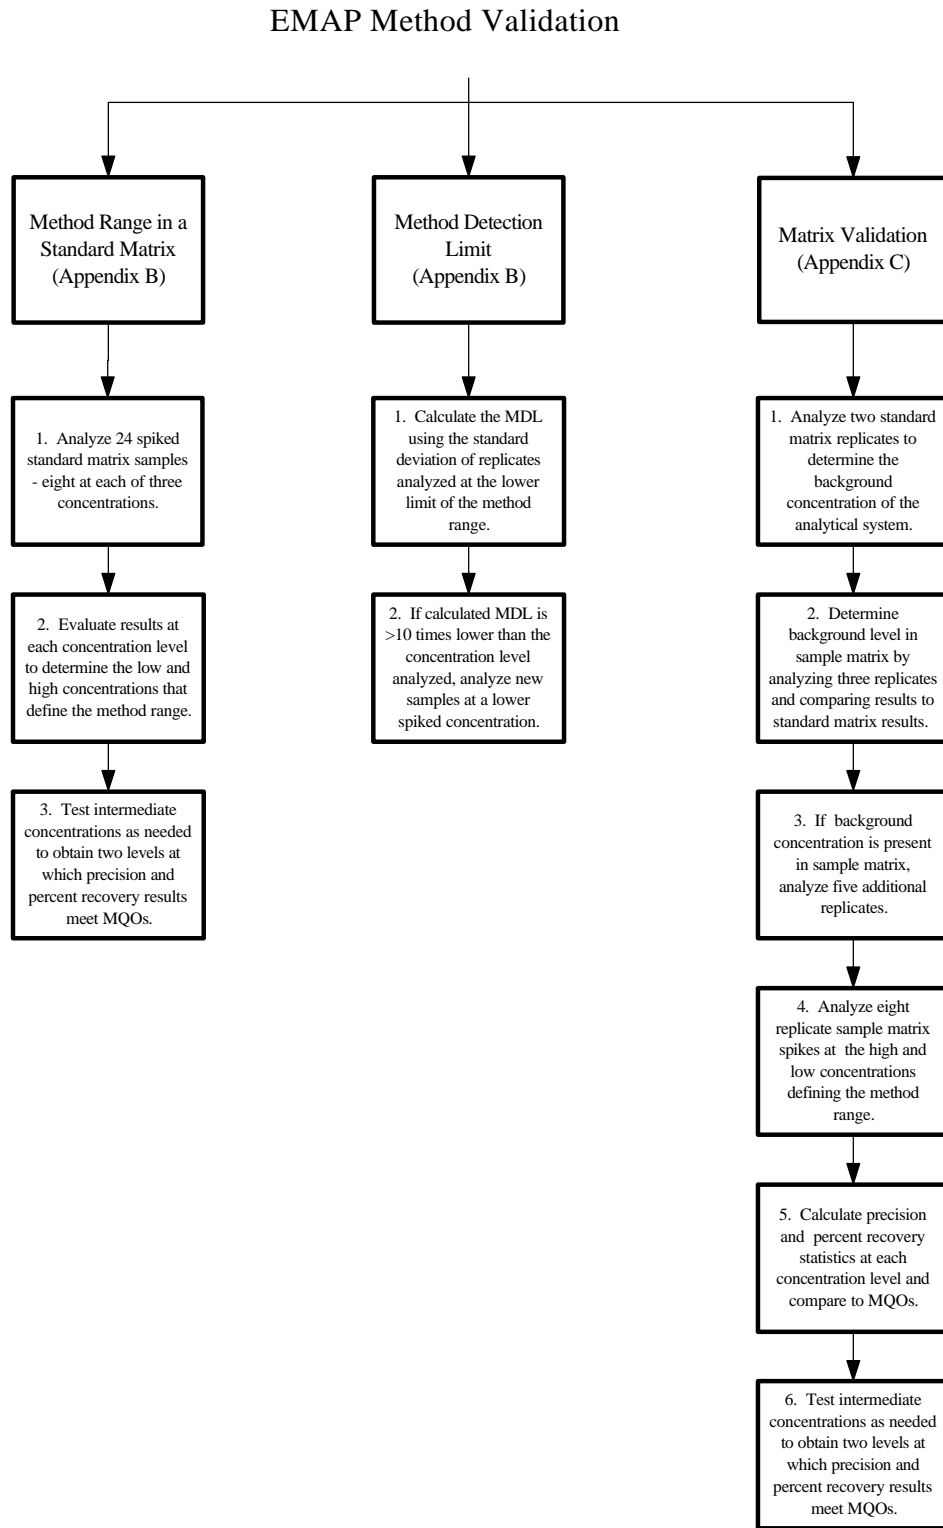 EMAP Method Validation
Method Range in a
Standard Matrix
(Appendix B)
1. Analyze 24 spiked
standard matrix samples
- eight at each of three
concentrations.
2. Evaluate results at
each concentration level
to determine the low and
high concentrations that
define the method range.
3. Test intermediate
concentrations as needed
to obtain two levels at
which precision and
percent recovery results
meet MQOs.
Method Detection
Limit
(Appendix B)
1. Calculate the MDL
using the standard
deviation of replicates
analyzed at the lower
limit of the method
range.
2. If calculated MDL is
>10 times lower than the
concentration level
analyzed, analyze new
samples at a lower
spiked concentration.
Matrix Validation
(Appendix C)
1. Analyze two standard
matrix replicates to
determine the
background
concentration of the
analytical system.
2. Determine
background level in
sample matrix by
analyzing three replicates
and comparing results to
standard matrix results.
3. If background
concentration is present
in sample matrix,
analyze five additional
replicates.
4. Analyze eight
replicate sample matrix
spikes at the high and
low concentrations
defining the method
range.
5. Calculate precision
and percent recovery
statistics at each
concentration level and
compare to MQOs.
6. Test intermediate
concentrations as needed
to obtain two levels at
which precision and
percent recovery results
meet MQOs.